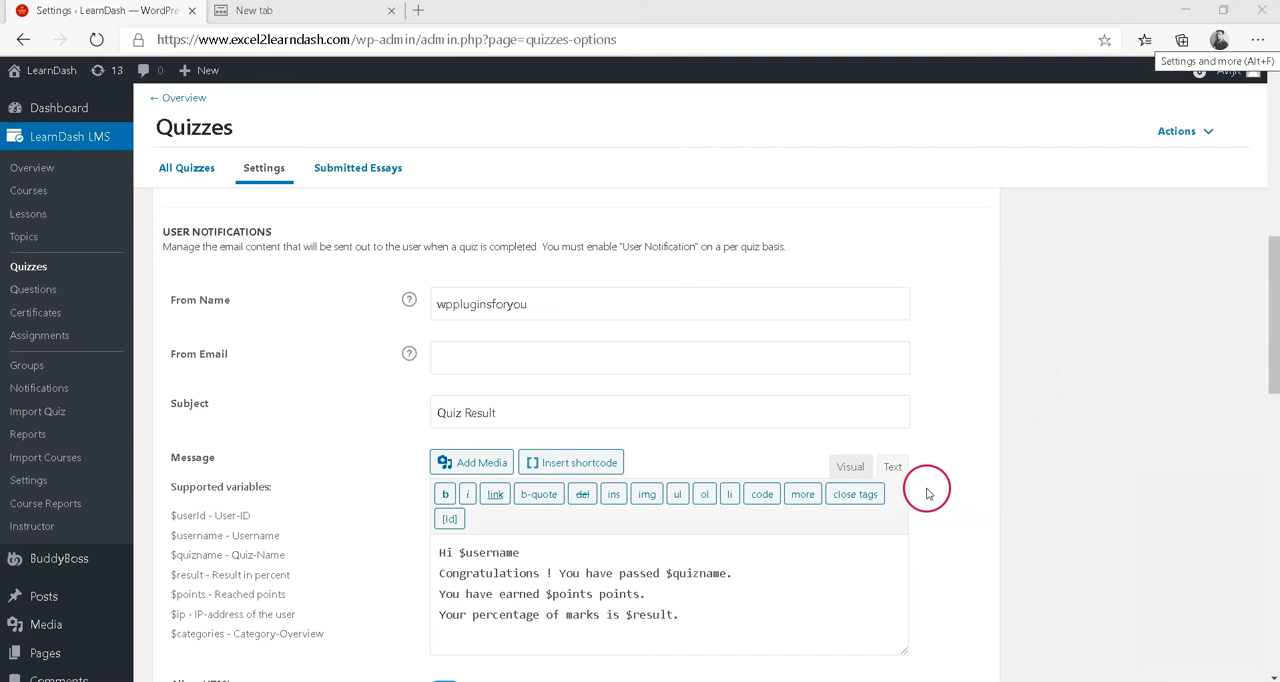 Settings ‹ LearnDash — WordPre
New tab
https://www.excel2learndash.com/wp-admin/admin.php?page=quizzes-options
Settings and more (Alt+F)
LearnDash
13
0
New
← Overview
Quizzes
Actions
All Quizzes
Settings
Submitted Essays
Dashboard
LearnDash LMS
Overview
Courses
Lessons
Topics
Quizzes
Questions
Certificates
Assignments
Groups
Notifications
Import Quiz
Reports
Import Courses
Settings
Course Reports
Instructor
BuddyBoss
Posts
Media
Pages
Comments
USER NOTIFICATIONS
Manage the email content that will be sent out to the user when a quiz is completed. You must enable "User Notification" on a per quiz basis.
From Name
?
wppluginsforyou
From Email
?
Subject
Quiz Result
Message
Add Media
[ ] Insert shortcode
Visual
Text
Supported variables:
b
i
link
b-quote
del
ins
img
ul
ol
li
code
more
close tags
[ld]
$userId - User-ID
$username - Username
$quizname - Quiz-Name
$result - Result in percent
$points - Reached points
$ip - IP-address of the user
$categories - Category-Overview
Hi $username
Congratulations ! You have passed $quizname.
You have earned $points points.
Your percentage of marks is $result.